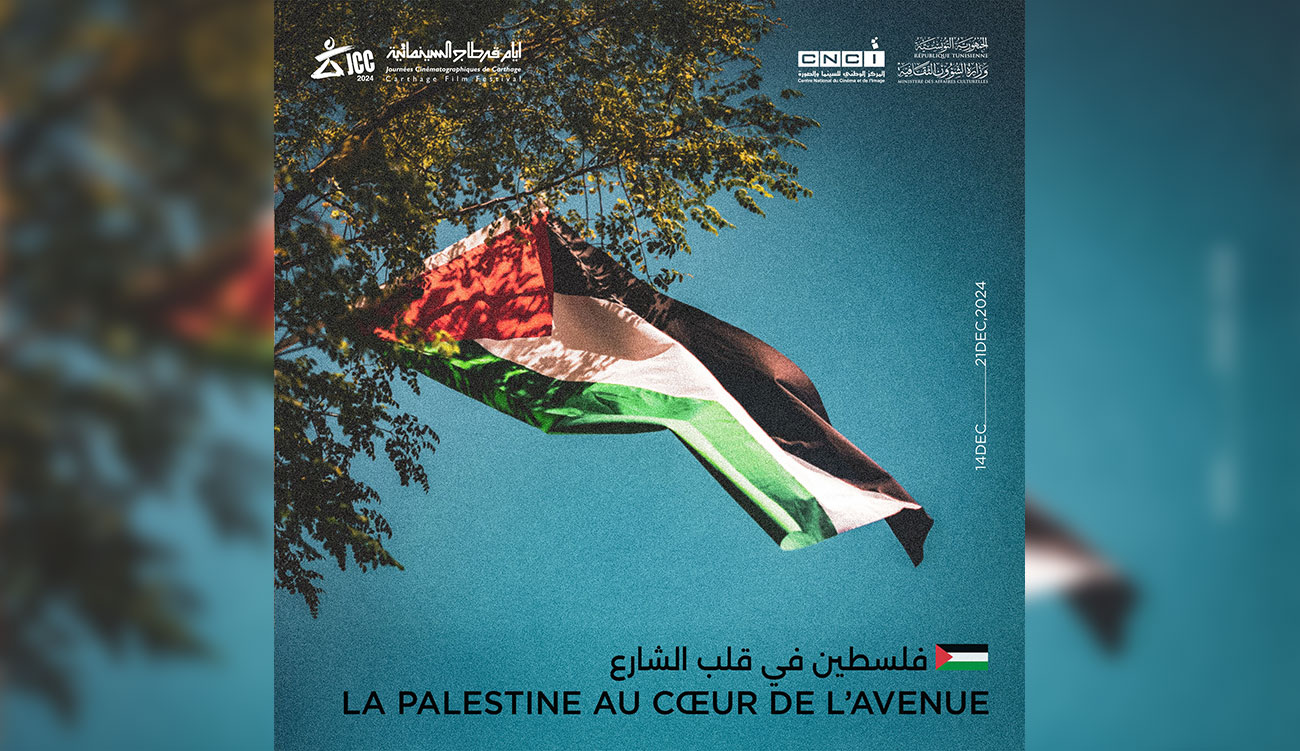 JCC
2024
أيام قرطاج السينمائية
Journées Cinématographiques de Carthage
Carthage Film Festival
CNCI
المركز الوطني للسينما والصورة
Centre National du Cinéma et de l'Image
الجمهورية التونسية
RÉPUBLIQUE TUNISIENNE
وزارة الشؤون الثقافية
MINISTÈRE DES AFFAIRES CULTURELLES
14DEC 21DEC,2024
فلسطين في قلب الشارع
LA PALESTINE AU CŒUR DE L'AVENUE